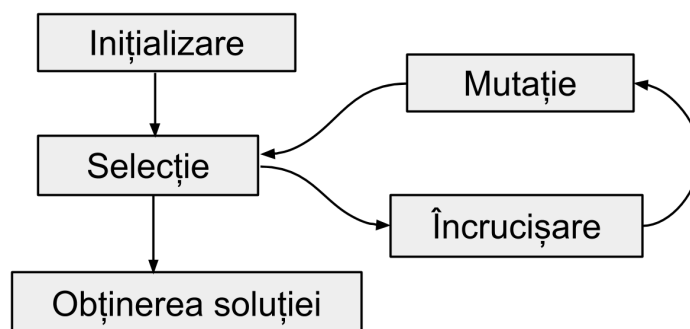 Inițializare
Mutație
Selecție
Încrucișare
Obținerea soluției